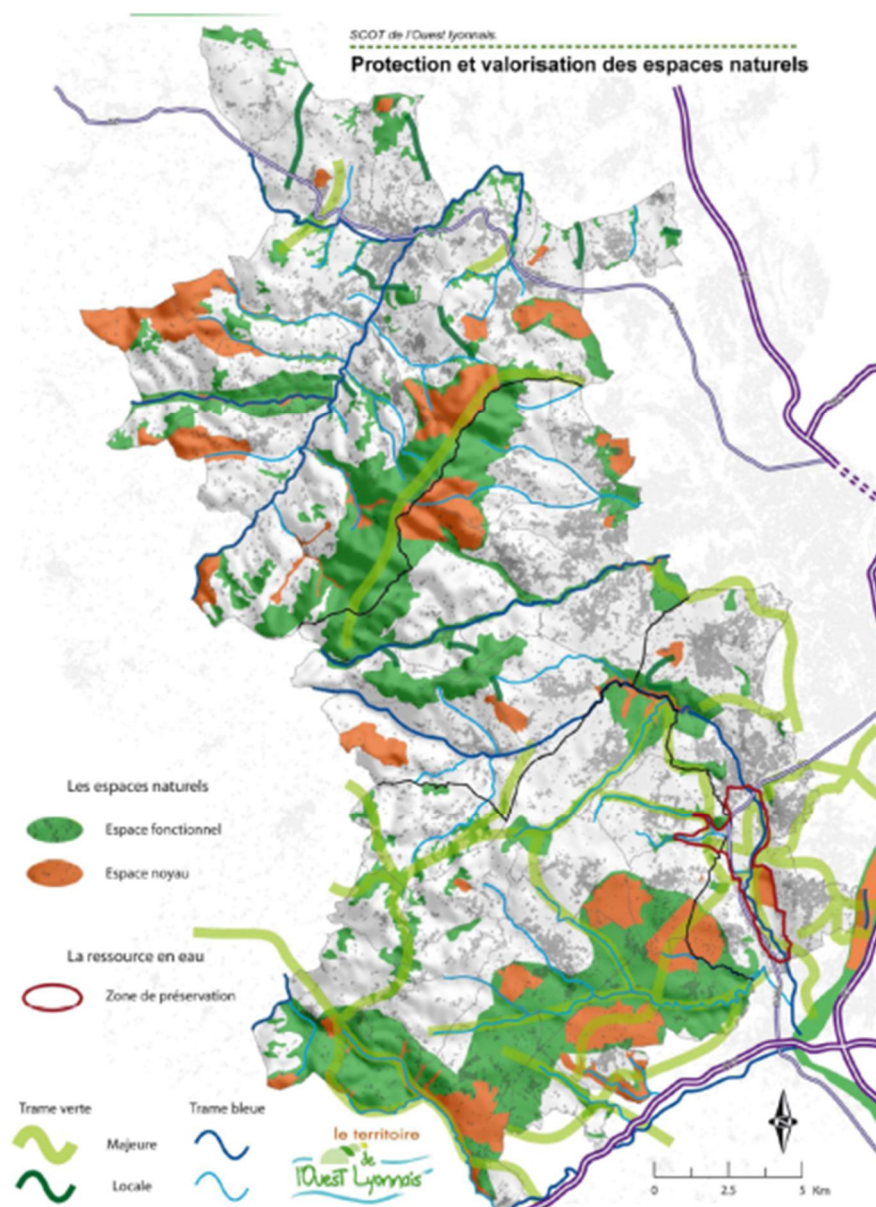 SCOT de l'Ouest lyonnais.
Protection et valorisation des espaces naturels
Les espaces naturels
Espace fonctionnel
Espace noyau
La ressource en eau
Zone de préservation
Trame verte
Trame bleue
Majeure
Locale
le territoire
de
l'Ouest Lyonnais
N
0 2.5 5 Km